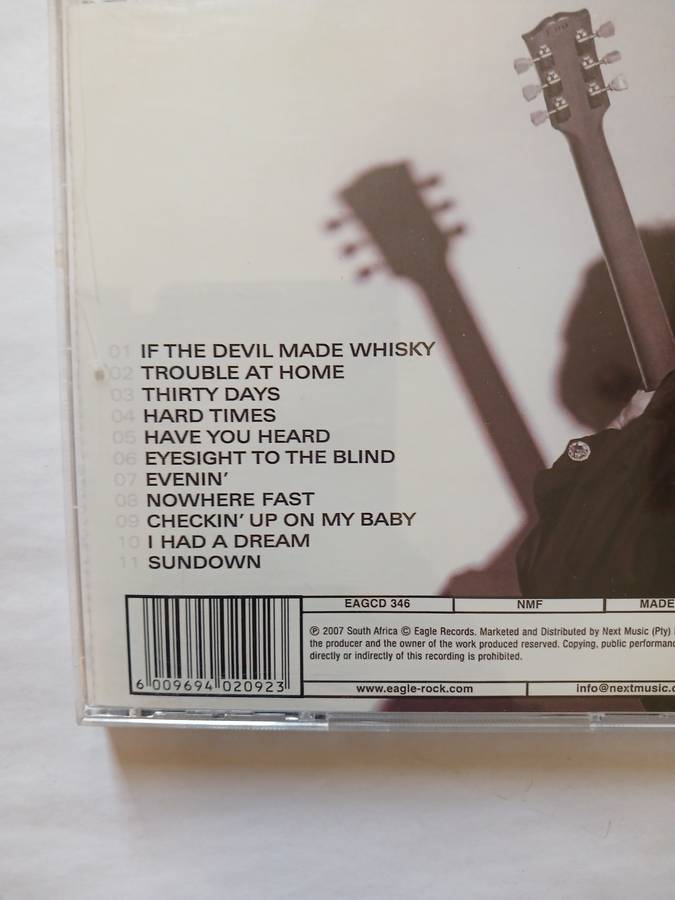 01 IF THE DEVIL MADE WHISKY
02 TROUBLE AT HOME
03 THIRTY DAYS
04 HARD TIMES
05 HAVE YOU HEARD
06 EYESIGHT TO THE BLIND
07 EVENIN'
08 NOWHERE FAST
09 CHECKIN' UP ON MY BABY
10 I HAD A DREAM
11 SUNDOWN
EAGCD 346 NMF MADE
℗ 2007 South Africa © Eagle Records. Marketed and Distributed by Next Music (Pty)
the producer and the owner of the work produced reserved. Copying, public performanc
directly or indirectly of this recording is prohibited.
6 009694 020923
www.eagle-rock.com info@nextmusic.c